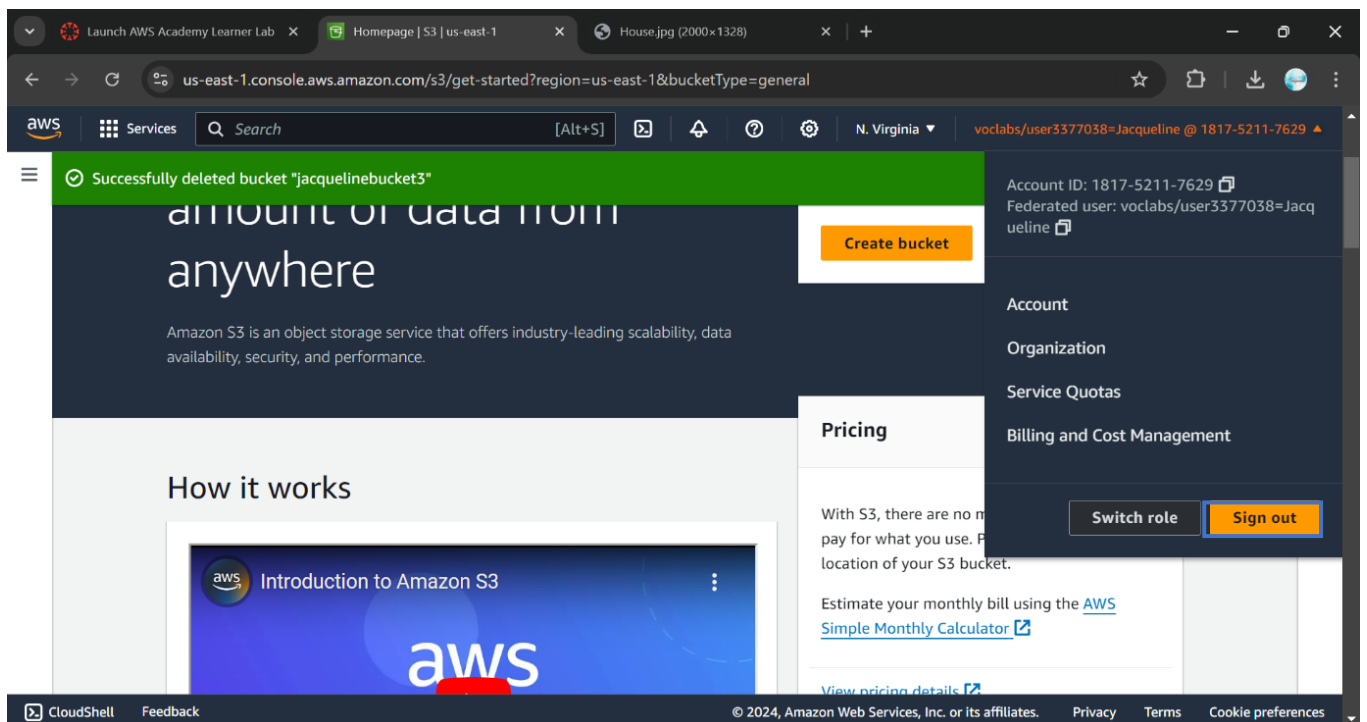 Launch AWS Academy Learner Lab
Homepage | S3 | us-east-1
House.jpg (2000×1328)
us-east-1.console.aws.amazon.com/s3/get-started?region=us-east-1&bucketType=general
aws
Services
Search
[Alt+S]
N. Virginia
voclabs/user3377038=Jacqueline @ 1817-5211-7629
Successfully deleted bucket "jacquelinebucket3"
amount of data from
anywhere
Amazon S3 is an object storage service that offers industry-leading scalability, data
availability, security, and performance.
Create bucket
Account ID: 1817-5211-7629
Federated user: voclabs/user3377038=Jacq
ueline
Account
Organization
Service Quotas
Billing and Cost Management
Switch role
Sign out
How it works
aws
Introduction to Amazon S3
aws
Pricing
With S3, there are no
pay for what you use.
location of your S3 bucket.
Estimate your monthly bill using the AWS
Simple Monthly Calculator
View pricing details
CloudShell
Feedback
© 2024, Amazon Web Services, Inc. or its affiliates.
Privacy
Terms
Cookie preferences